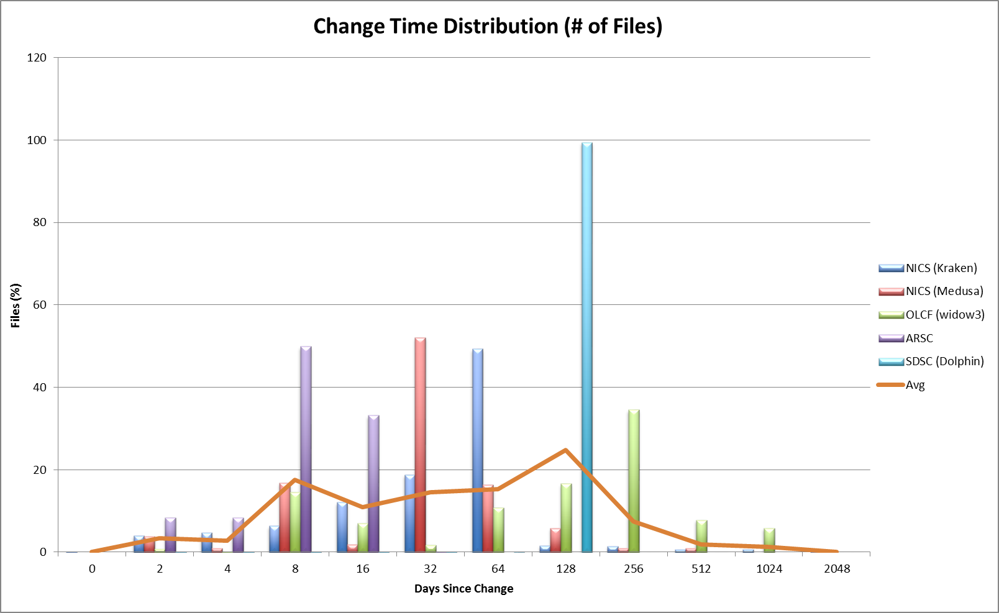 Change Time Distribution (# of Files)
120
100
80
60
40
20
0
Files (%)
0 2 4 8 16 32 64 128 256 512 1024 2048
Days Since Change
NICS (Kraken)
NICS (Medusa)
OLCF (widow3)
ARSC
SDSC (Dolphin)
Avg